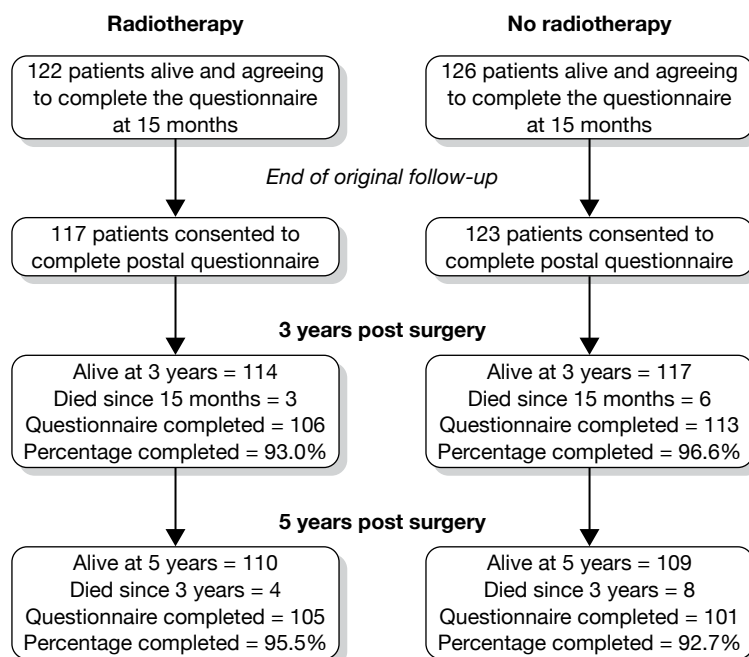 Radiotherapy
No radiotherapy
122 patients alive and agreeing
to complete the questionnaire
at 15 months
126 patients alive and agreeing
to complete the questionnaire
at 15 months
End of original follow-up
117 patients consented to
complete postal questionnaire
123 patients consented to
complete postal questionnaire
3 years post surgery
Alive at 3 years = 114
Died since 15 months = 3
Questionnaire completed = 106
Percentage completed = 93.0%
Alive at 3 years = 117
Died since 15 months = 6
Questionnaire completed = 113
Percentage completed = 96.6%
5 years post surgery
Alive at 5 years = 110
Died since 3 years = 4
Questionnaire completed = 105
Percentage completed = 95.5%
Alive at 5 years = 109
Died since 3 years = 8
Questionnaire completed = 101
Percentage completed = 92.7%